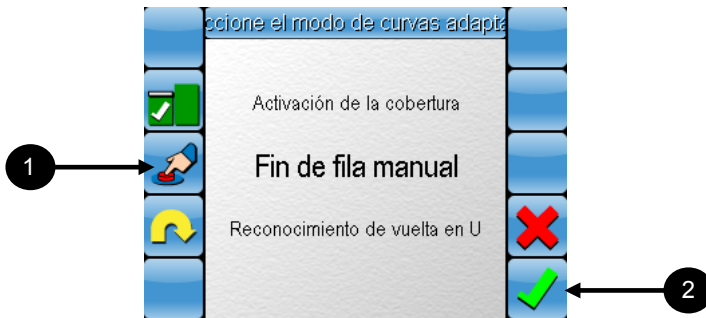 ccione el modo de curvas adapta
Activación de la cobertura
1
Fin de fila manual
Reconocimiento de vuelta en U
2